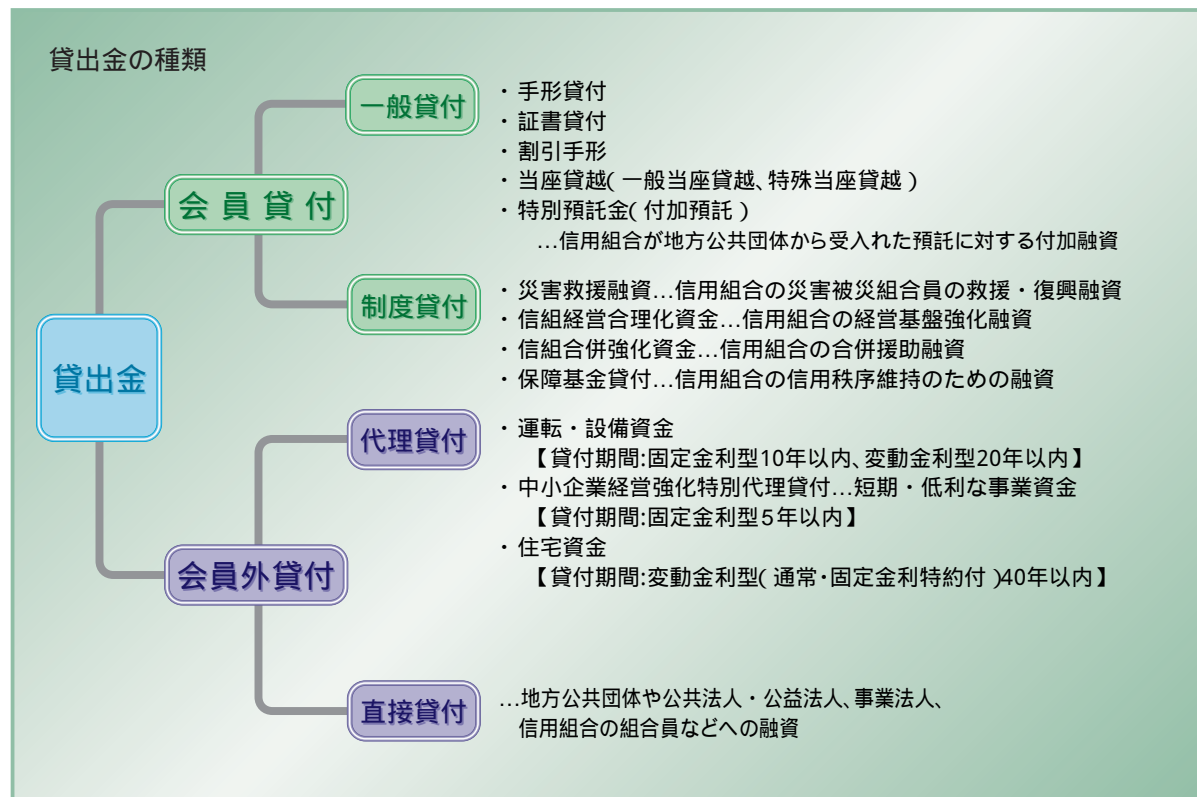 貸出金の種類
貸出金
会員貸付
一般貸付
・手形貸付
・証書貸付
・割引手形
・当座貸越(一般当座貸越、特殊当座貸越)
・特別預託金(付加預託)
…信用組合が地方公共団体から受入れた預託に対する付加融資
制度貸付
・災害救援融資…信用組合の災害被災組合員の救援・復興融資
・信組経営合理化資金…信用組合の経営基盤強化融資
・信組合併強化資金…信用組合の合併援助融資
・保障基金貸付…信用組合の信用秩序維持のための融資
会員外貸付
代理貸付
・運転・設備資金
【貸付期間:固定金利型10年以内、変動金利型20年以内】
・中小企業経営強化特別代理貸付…短期・低利な事業資金
【貸付期間:固定金利型5年以内】
・住宅資金
【貸付期間:変動金利型(通常・固定金利特約付)40年以内】
直接貸付
…地方公共団体や公共法人・公益法人、事業法人、
信用組合の組合員などへの融資